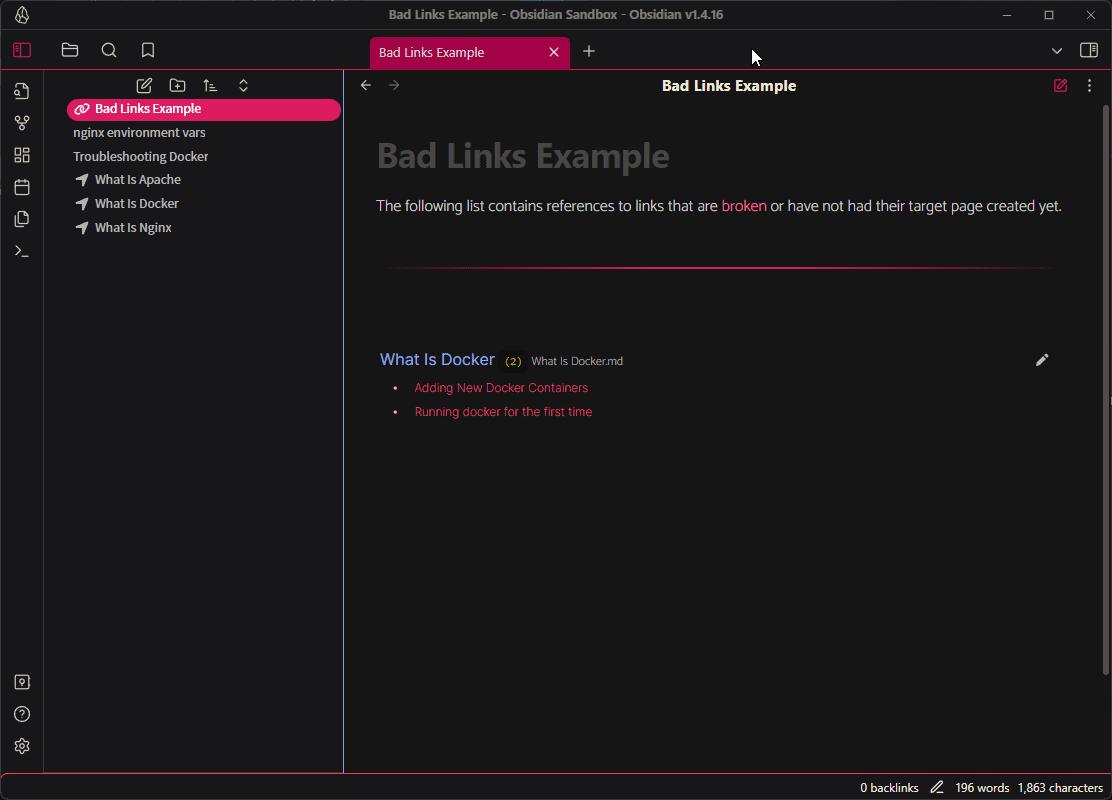 Bad Links Example - Obsidian Sandbox - Obsidian v1.4.16
Bad Links Example
Bad Links Example
Bad Links Example
nginx environment vars
Troubleshooting Docker
What Is Apache
What Is Docker
What Is Nginx
Bad Links Example
The following list contains references to links that are broken or have not had their target page created yet.
What Is Docker (2) What Is Docker.md
Adding New Docker Containers
Running docker for the first time
0 backlinks 196 words 1,863 characters